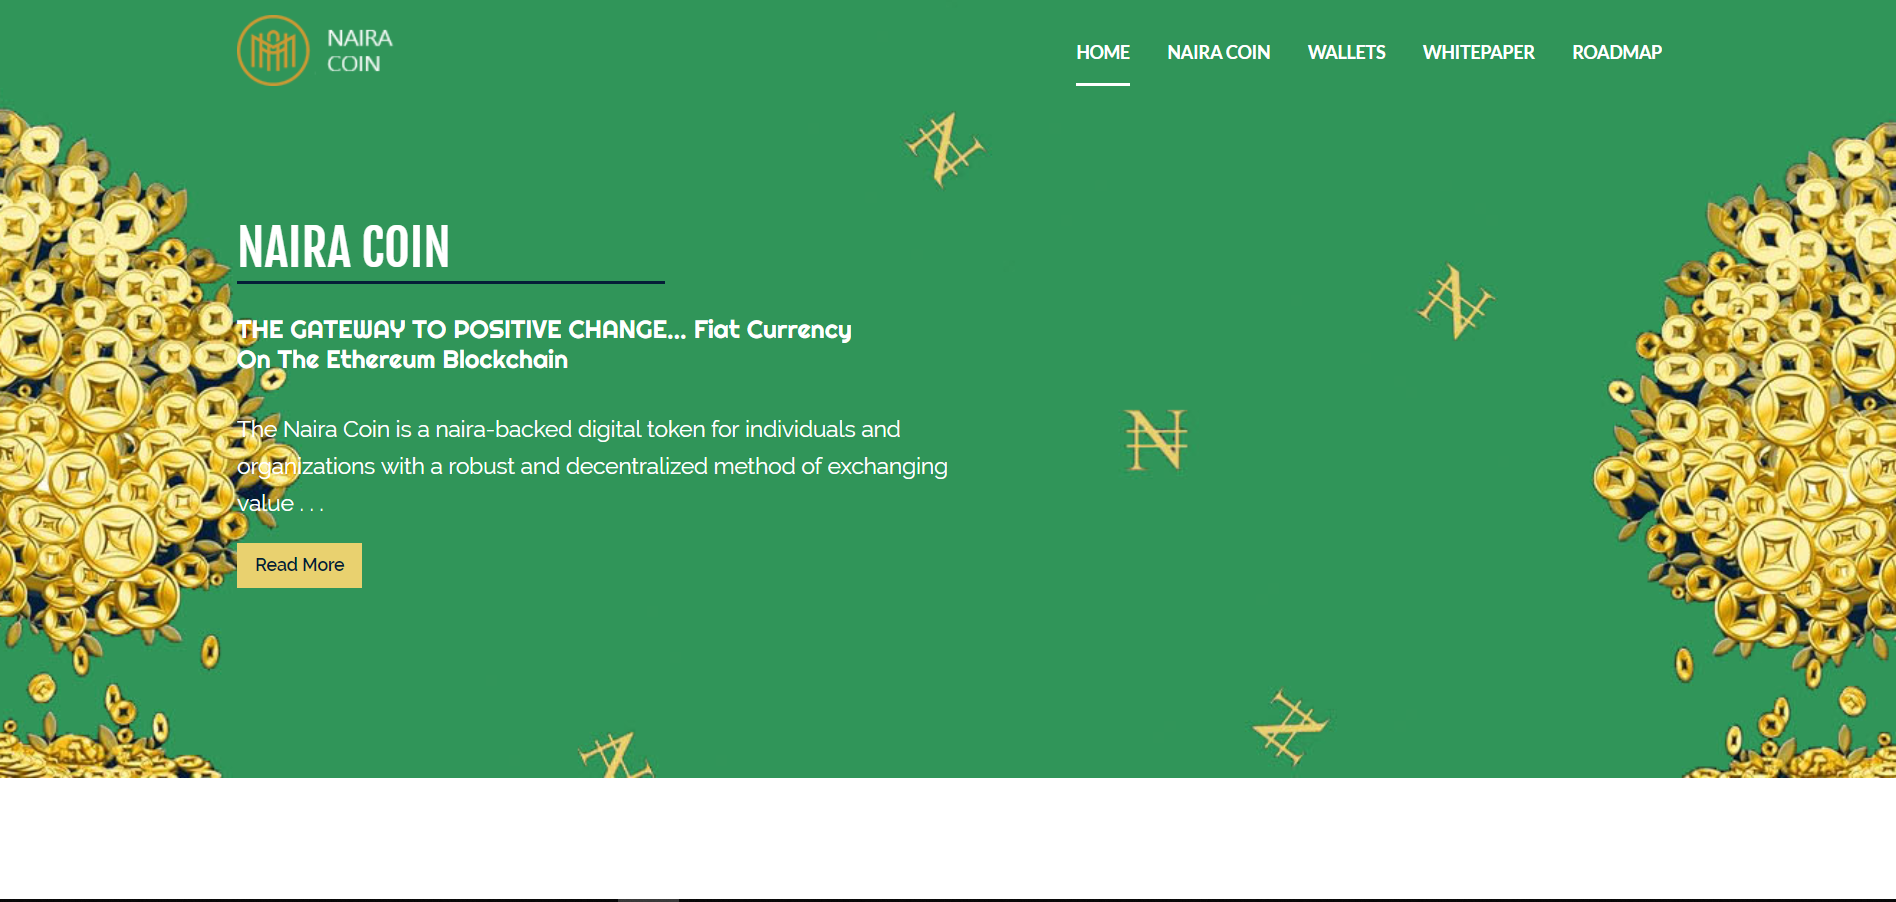 NAIRA
COIN
HOME NAIRA COIN WALLETS WHITEPAPER ROADMAP
NAIRA COIN
THE GATEWAY TO POSITIVE CHANGE... Fiat Currency
On The Ethereum Blockchain
The Naira Coin is a naira-backed digital token for individuals and
organizations with a robust and decentralized method of exchanging
value . . .
Read More